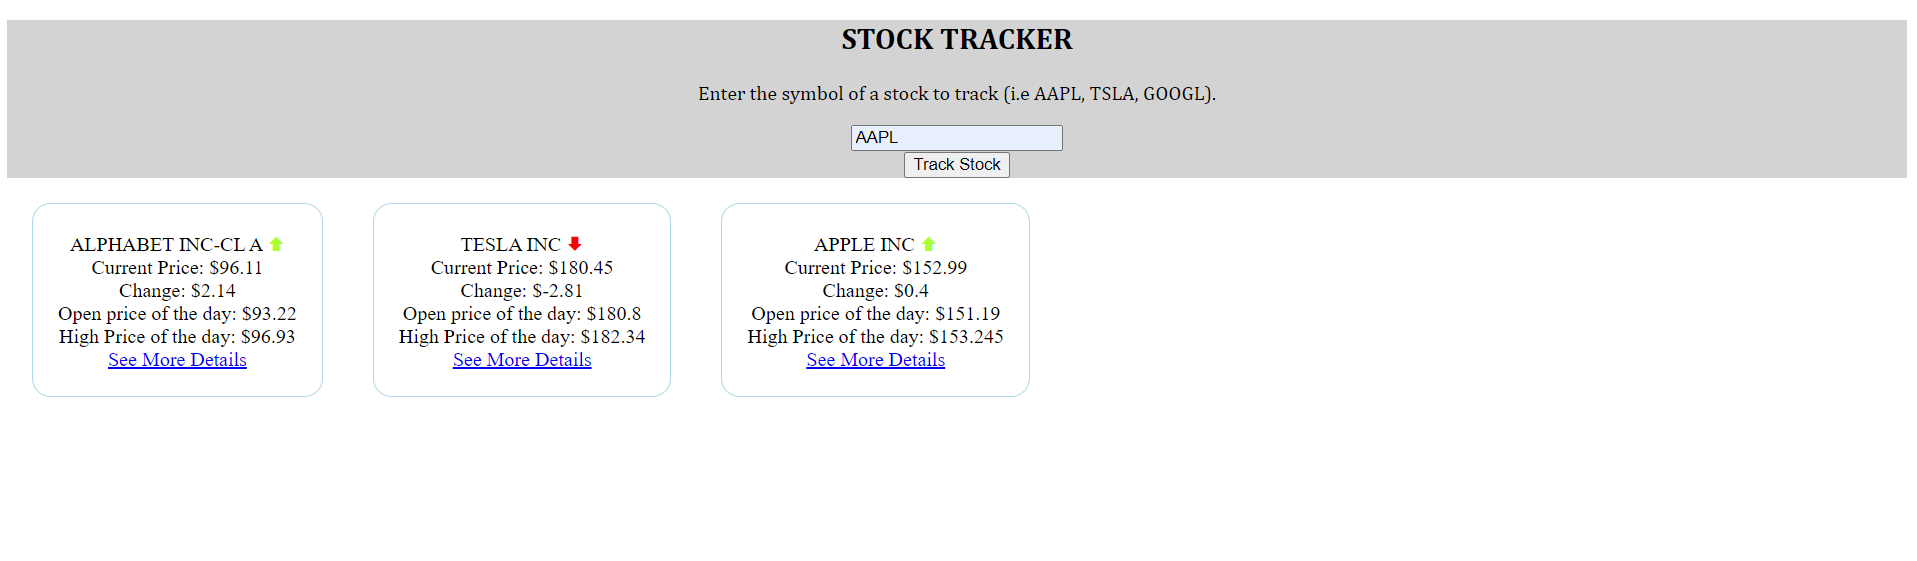 STOCK TRACKER
Enter the symbol of a stock to track (i.e AAPL, TSLA, GOOGL).
AAPL
Track Stock
ALPHABET INC-CL A
Current Price: $96.11
Change: $2.14
Open price of the day: $93.22
High Price of the day: $96.93
See More Details
TESLA INC
Current Price: $180.45
Change: $-2.81
Open price of the day: $180.8
High Price of the day: $182.34
See More Details
APPLE INC
Current Price: $152.99
Change: $0.4
Open price of the day: $151.19
High Price of the day: $153.245
See More Details